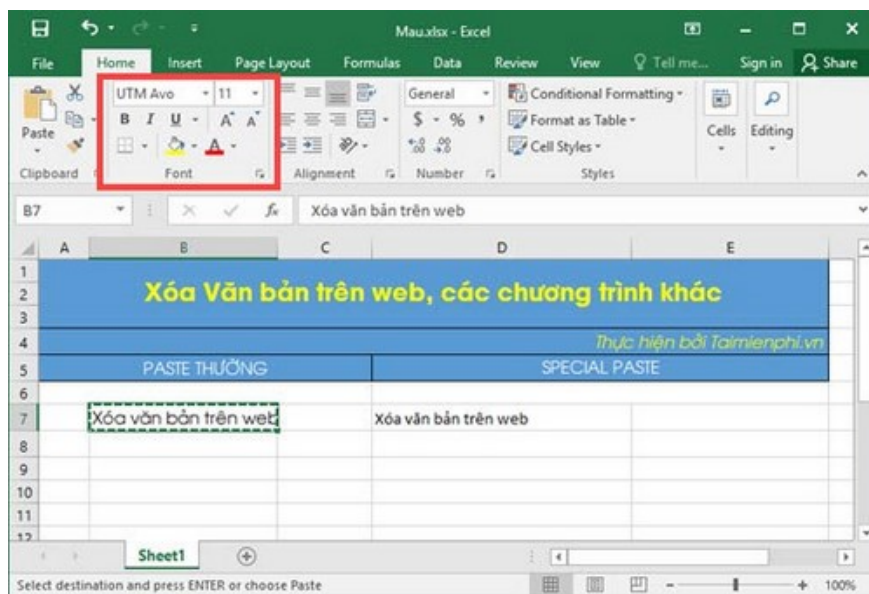 Mau.xlsx - Excel
File Home Insert Page Layout Formulas Data Review View Tell me... Sign in Share
Paste
UTM Avo 11
B I U A A
A
General
$ % ,
Conditional Formatting
Format as Table
Cell Styles
Cells
Editing
Clipboard Font Alignment Number Styles
B7 fx Xóa văn bản trên web
A B C D E
1
2 Xóa Văn bản trên web, các chương trình khác
3
4 Thực hiện bởi Taimienphi.vn
5 PASTE THƯỜNG SPECIAL PASTE
6
7 Xóa văn bản trên web Xóa văn bản trên web
8
9
10
11
12
Sheet1
Select destination and press ENTER or choose Paste 100%